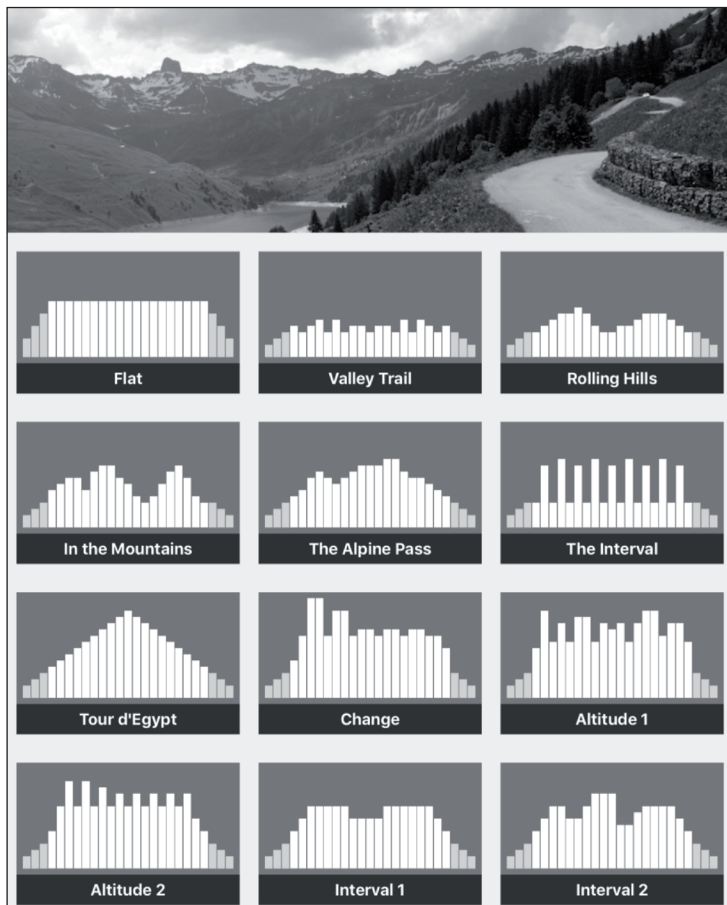 Flat
Valley Trail
Rolling Hills
In the Mountains
The Alpine Pass
The Interval
Tour d'Egypt
Change
Altitude 1
Altitude 2
Interval 1
Interval 2